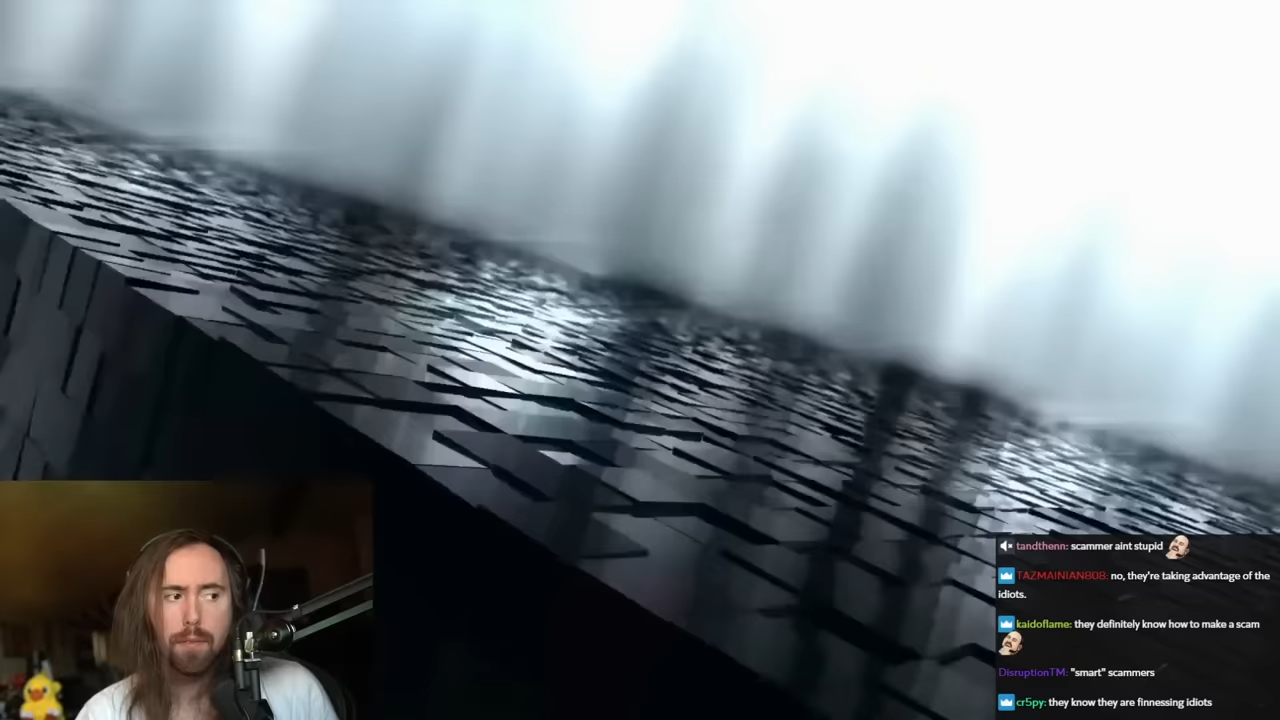 tandthenn: scammer aint stupid
TAZMAINIAN808: no, they're taking advantage of the
idiots.
kaidoflame: they definitely know how to make a scam
DisruptionTM: "smart" scammers
cr5py: they know they are finnessing idiots